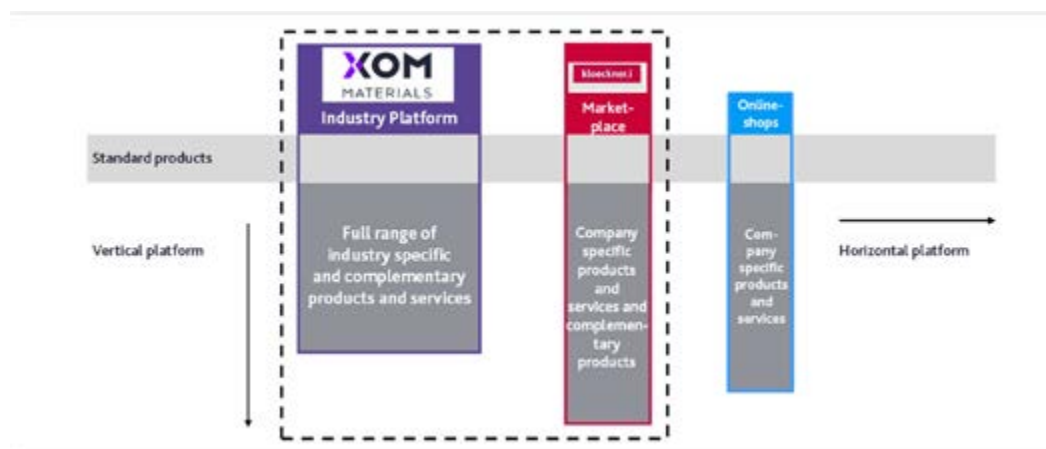 XOM
MATERIALS
Industry Platform
kloeckner.i
Market-
place
Online-
shops
Standard products
Vertical platform
Full range of
industry specific
and complementary
products and services
Company
specific
products
and
services and
complemen-
tary
products
Com-
pany
specific
products
and
services
Horizontal platform